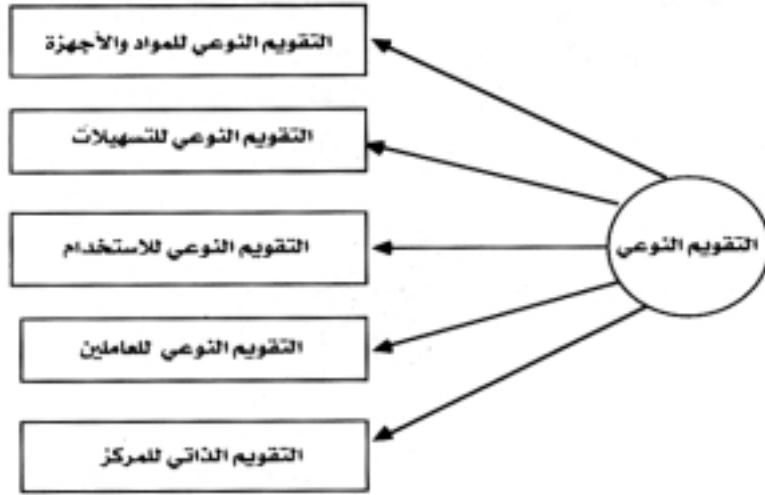 التقويم النوعي
التقويم النوعي للمواد والأجهزة
التقويم النوعي للتسهيلات
التقويم النوعي للاستخدام
التقويم النوعي للعاملين
التقويم الذاتي للمركز